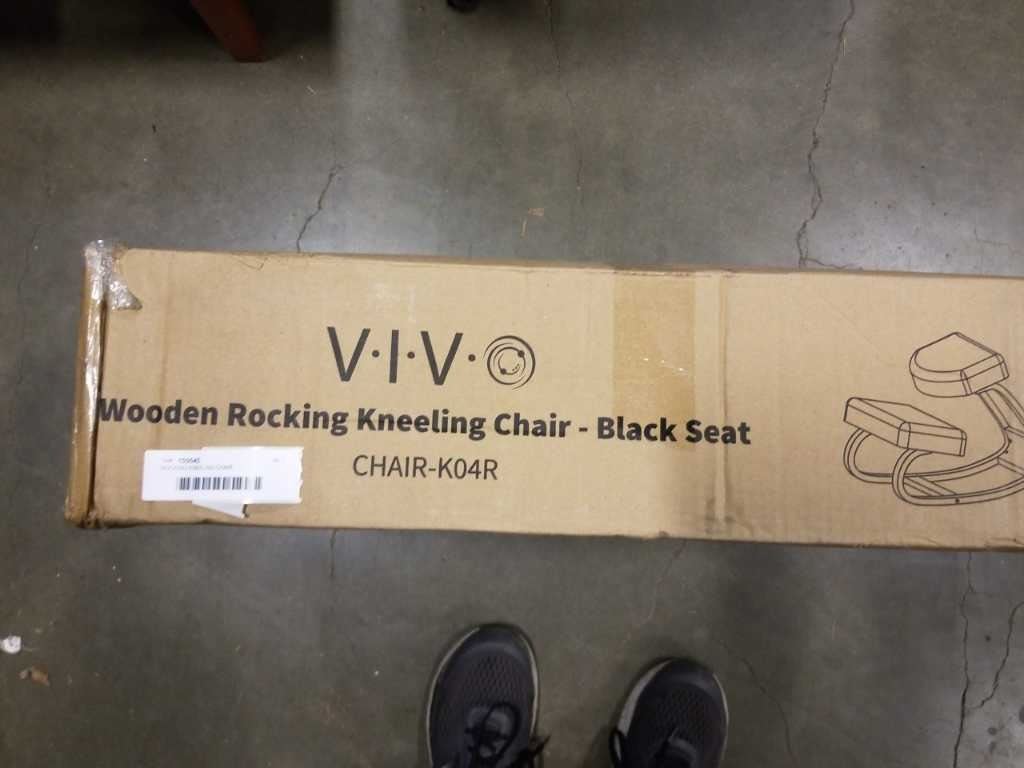 V·I·V·O
Wooden Rocking Kneeling Chair - Black Seat
CHAIR-K04R